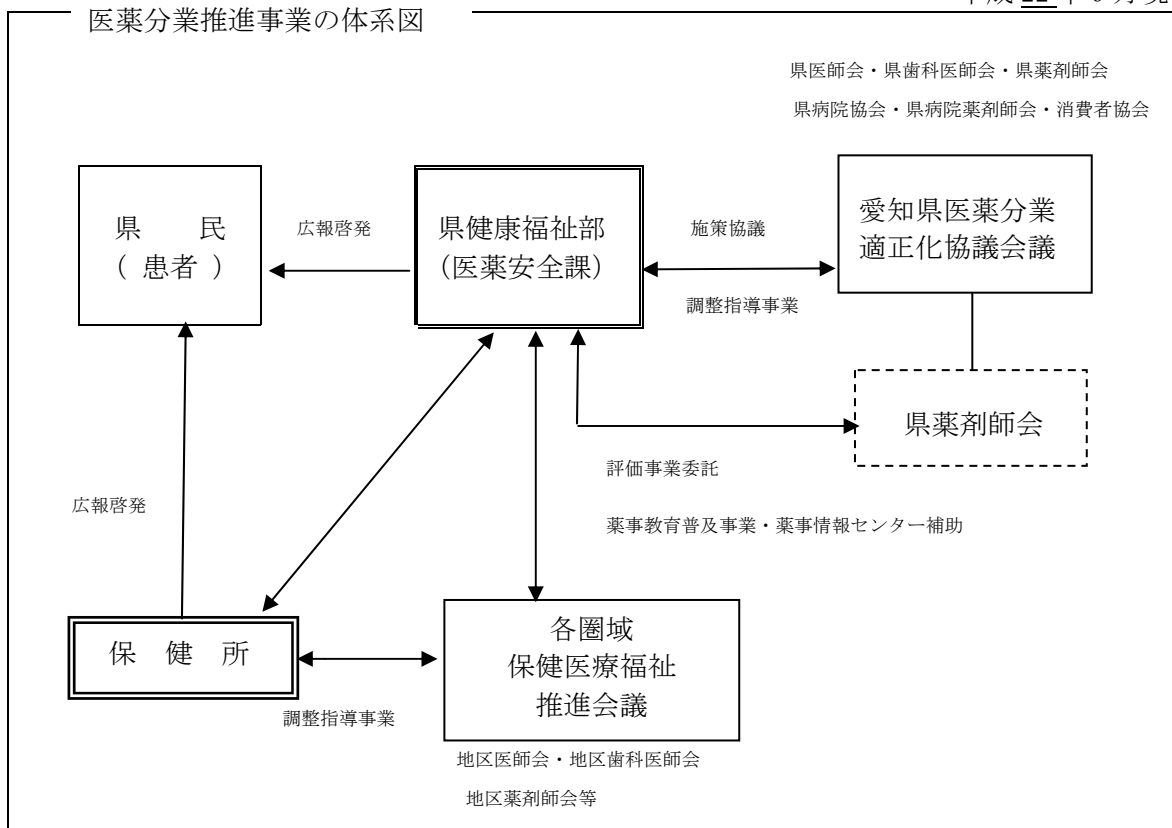 医薬分業推進事業の体系図
県医師会・県歯科医師会・県薬剤師会
県病院協会・県病院薬剤師会・消費者協会
県 民
( 患者 )
広報啓発
県健康福祉部
(医薬安全課)
施策協議
調整指導事業
愛知県医薬分業
適正化協議会議
県薬剤師会
評価事業委託
薬事教育普及事業・薬事情報センター補助
広報啓発
保 健 所
調整指導事業
各圏域
保健医療福祉
推進会議
地区医師会・地区歯科医師会
地区薬剤師会等